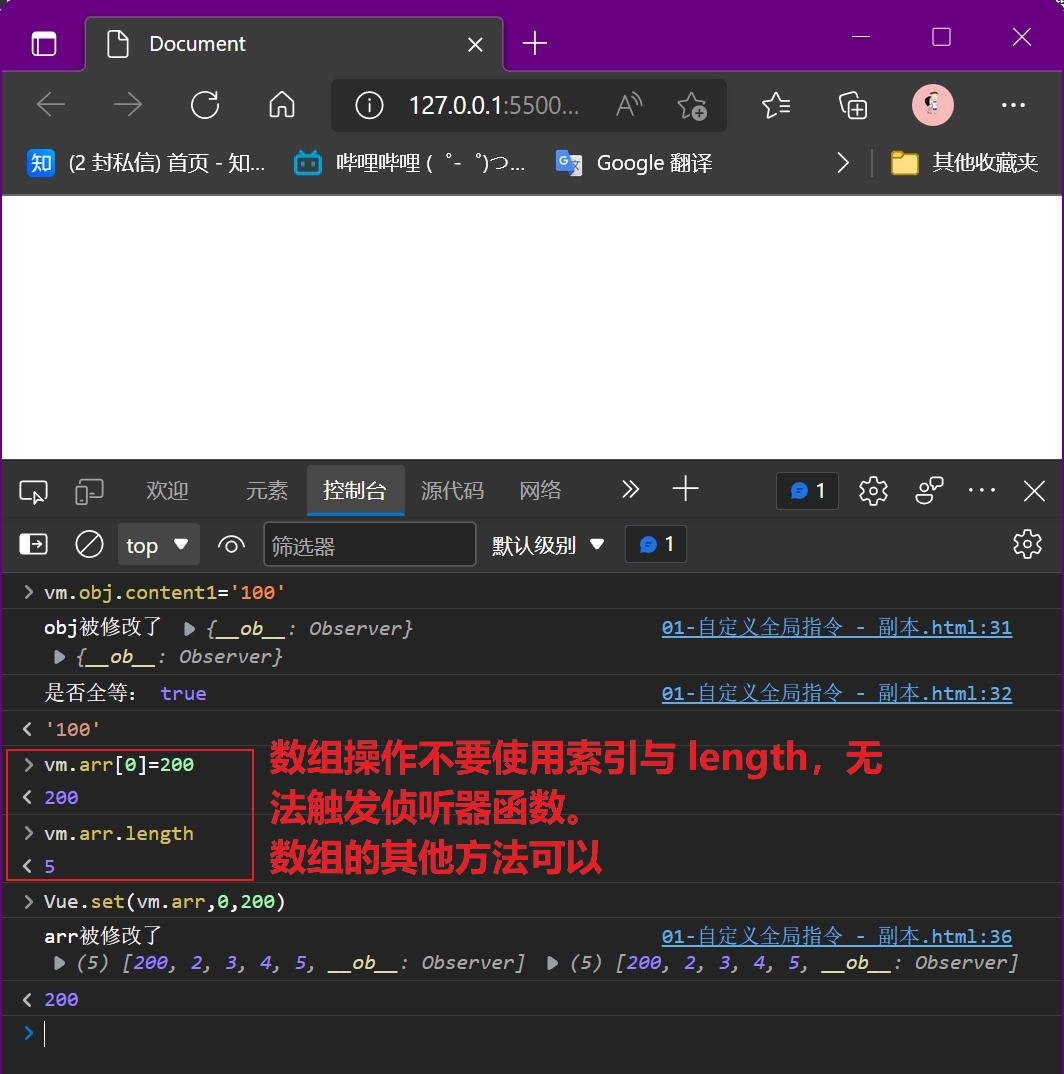 Document
127.0.0.1:5500...
(2 封私信) 首页 - 知...
哔哩哔哩 (゜-゜)つ...
Google 翻译
其他收藏夹
欢迎 元素 控制台 源代码 网络 1
top 筛选器 默认级别 1
vm.obj.content1='100'
obj被修改了 {__ob__: Observer} 01-自定义全局指令 - 副本.html:31
{__ob__: Observer}
是否全等: true 01-自定义全局指令 - 副本.html:32
'100'
vm.arr[0]=200
200
vm.arr.length
5
数组操作不要使用索引与 length，无
法触发侦听器函数。
数组的其他方法可以
Vue.set(vm.arr,0,200)
arr被修改了 01-自定义全局指令 - 副本.html:36
(5) [200, 2, 3, 4, 5, __ob__: Observer] (5) [200, 2, 3, 4, 5, __ob__: Observer]
200